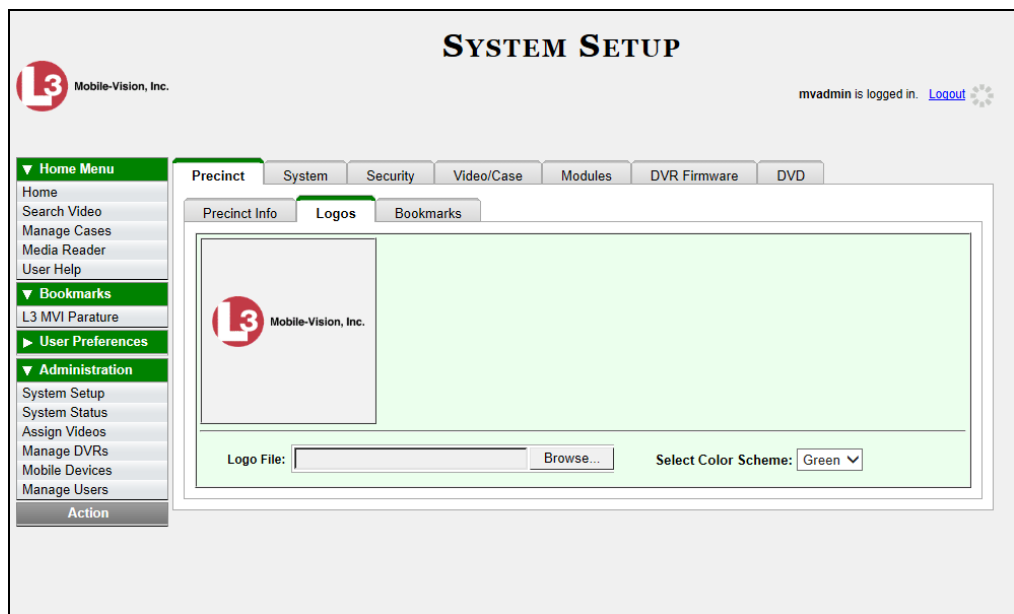 SYSTEM SETUP
L3 Mobile-Vision, Inc.
mvadmin is logged in. Logout
▼ Home Menu
Home
Search Video
Manage Cases
Media Reader
User Help
▼ Bookmarks
L3 MVI Parature
▶ User Preferences
▼ Administration
System Setup
System Status
Assign Videos
Manage DVRs
Mobile Devices
Manage Users
Action
Precinct System Security Video/Case Modules DVR Firmware DVD
Precinct Info Logos Bookmarks
L3 Mobile-Vision, Inc.
Logo File: Browse... Select Color Scheme: Green